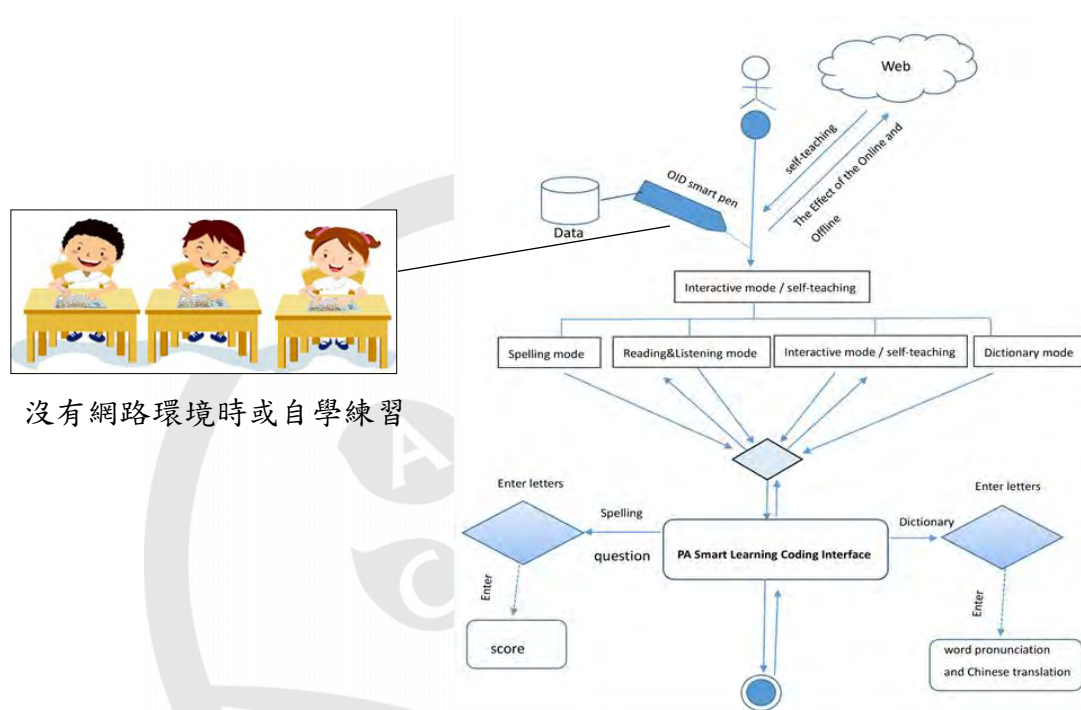 Web
self-teaching
The Effect of the Online and
Offline
OID smart pen
Data
Interactive mode / self-teaching
Spelling mode
Reading&Listening mode
Interactive mode / self-teaching
Dictionary mode
沒有網路環境時或自學練習
A
C
Enter letters
Spelling
question
PA Smart Learning Coding Interface
Dictionary
Enter letters
Enter
score
Enter
word pronunciation
and Chinese translation